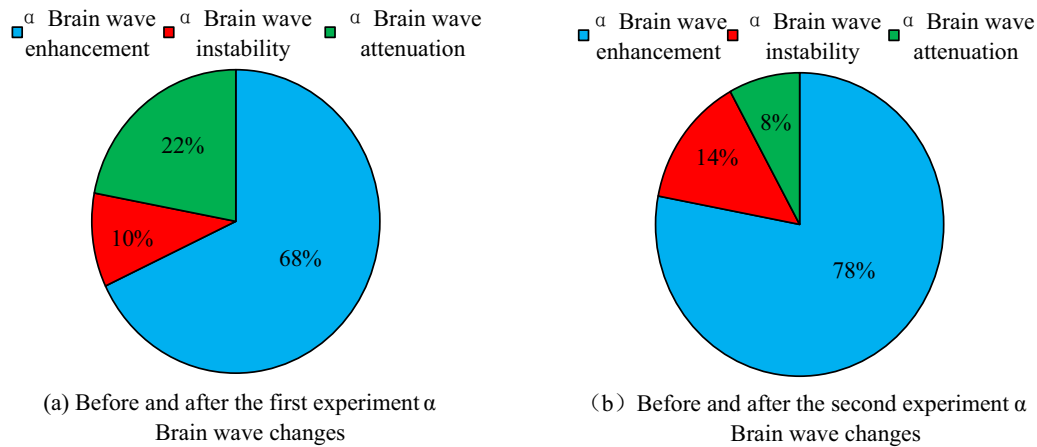 α Brain wave enhancement
α Brain wave instability
α Brain wave attenuation
22%
10%
68%
(a) Before and after the first experiment α
Brain wave changes
α Brain wave enhancement
α Brain wave instability
α Brain wave attenuation
8%
14%
78%
（b）Before and after the second experiment α
Brain wave changes